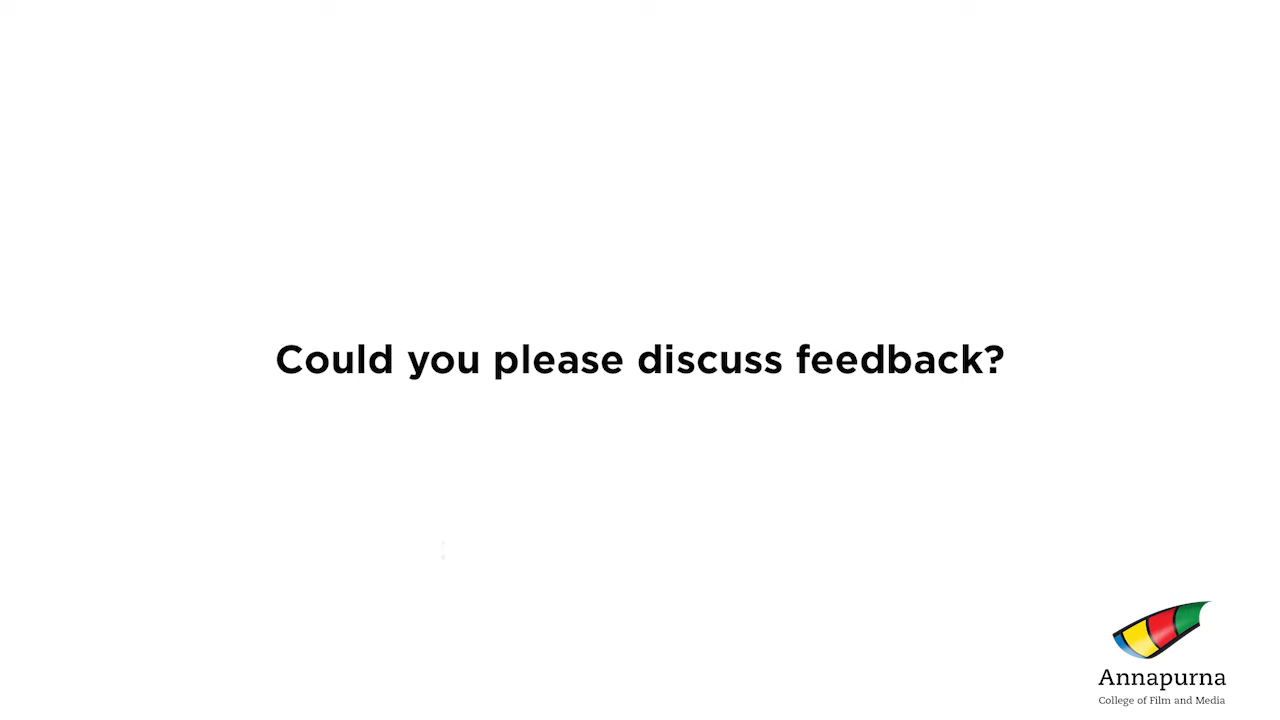 Could you please discuss feedback?
Annapurna
College of Film and Media